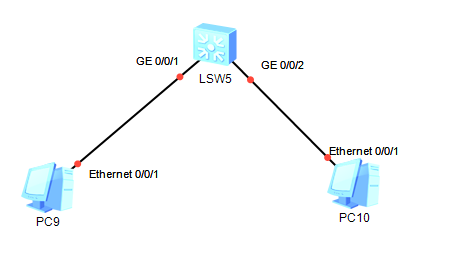 GE 0/0/1
GE 0/0/2
LSW5
Ethernet 0/0/1
Ethernet 0/0/1
PC9
PC10